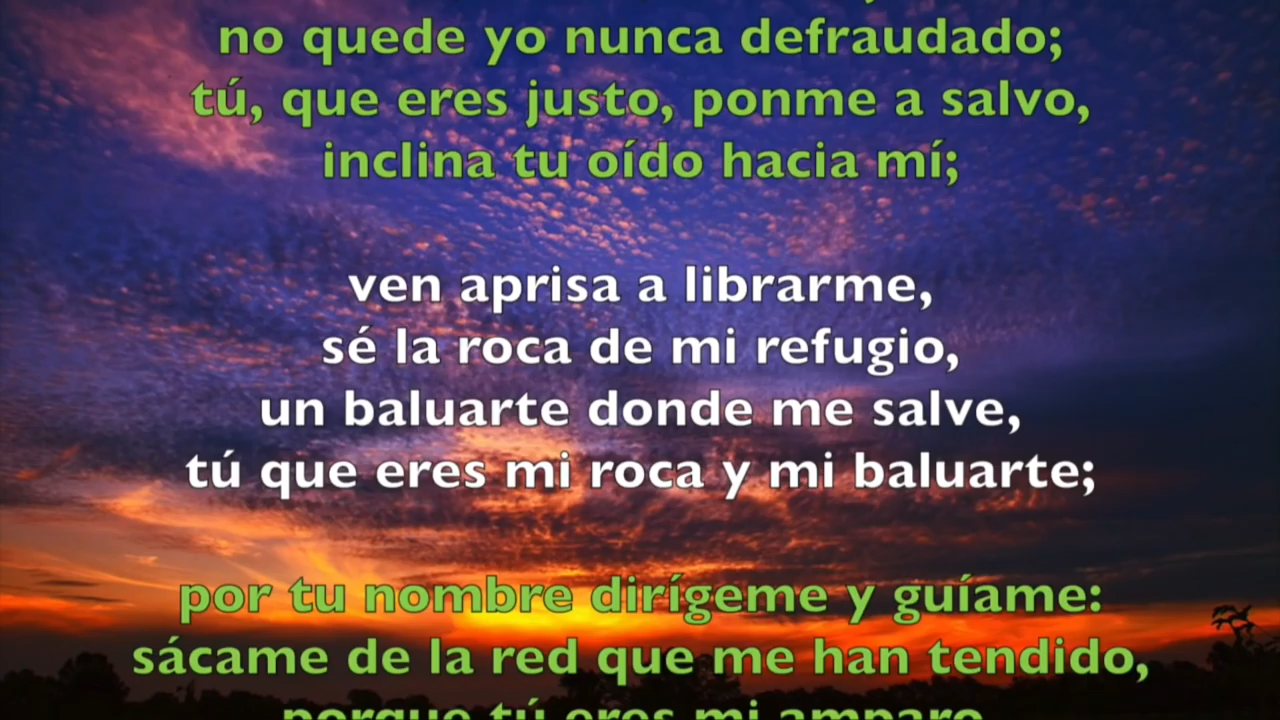 no quede yo nunca defraudado;
tú, que eres justo, ponme a salvo,
inclina tu oído hacia mí;
ven aprisa a librarme,
sé la roca de mi refugio,
un baluarte donde me salve,
tú que eres mi roca y mi baluarte;
por tu nombre dirígeme y guíame:
sácame de la red que me han tendido,
porque tú eres mi amparo